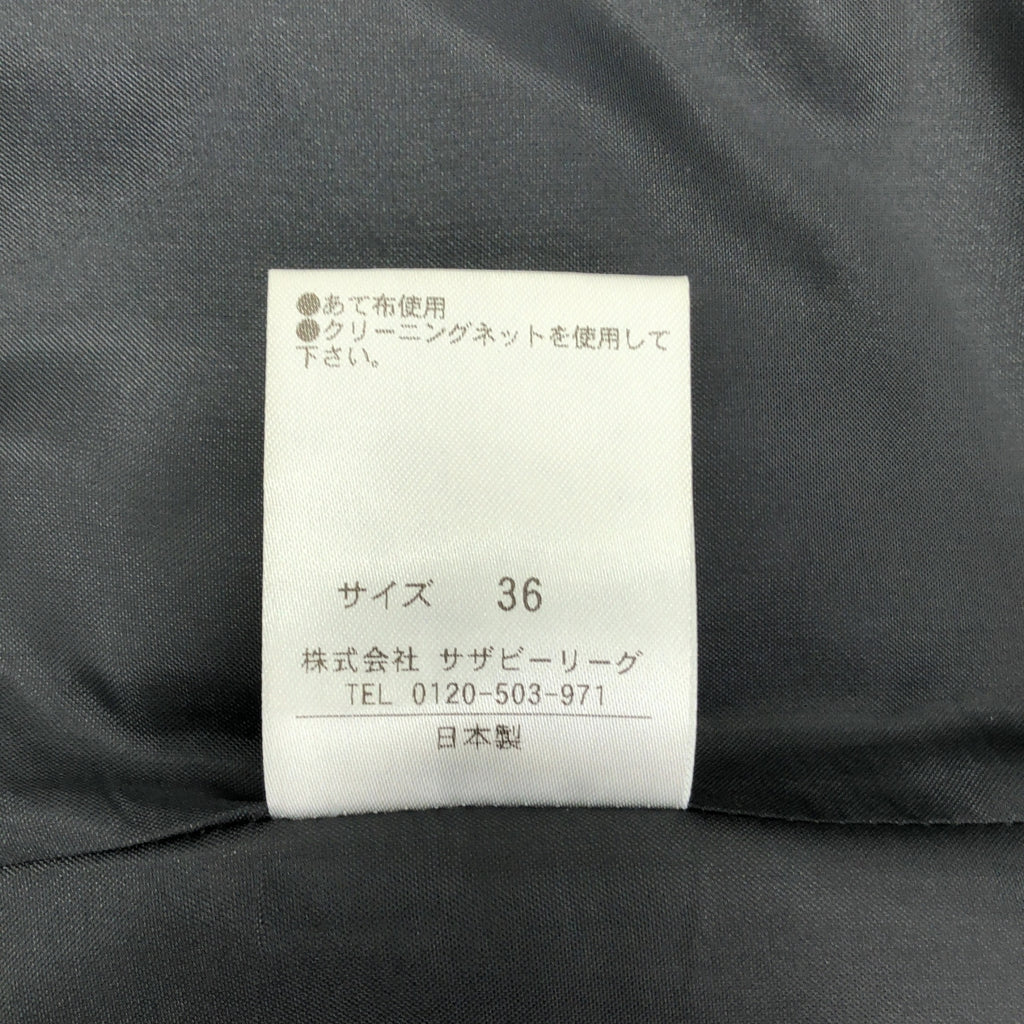 ●あて布使用
●クリーニングネットを使用して
下さい。
サイズ 36
株式会社 サザビーリーグ
TEL 0120-503-971
日本製